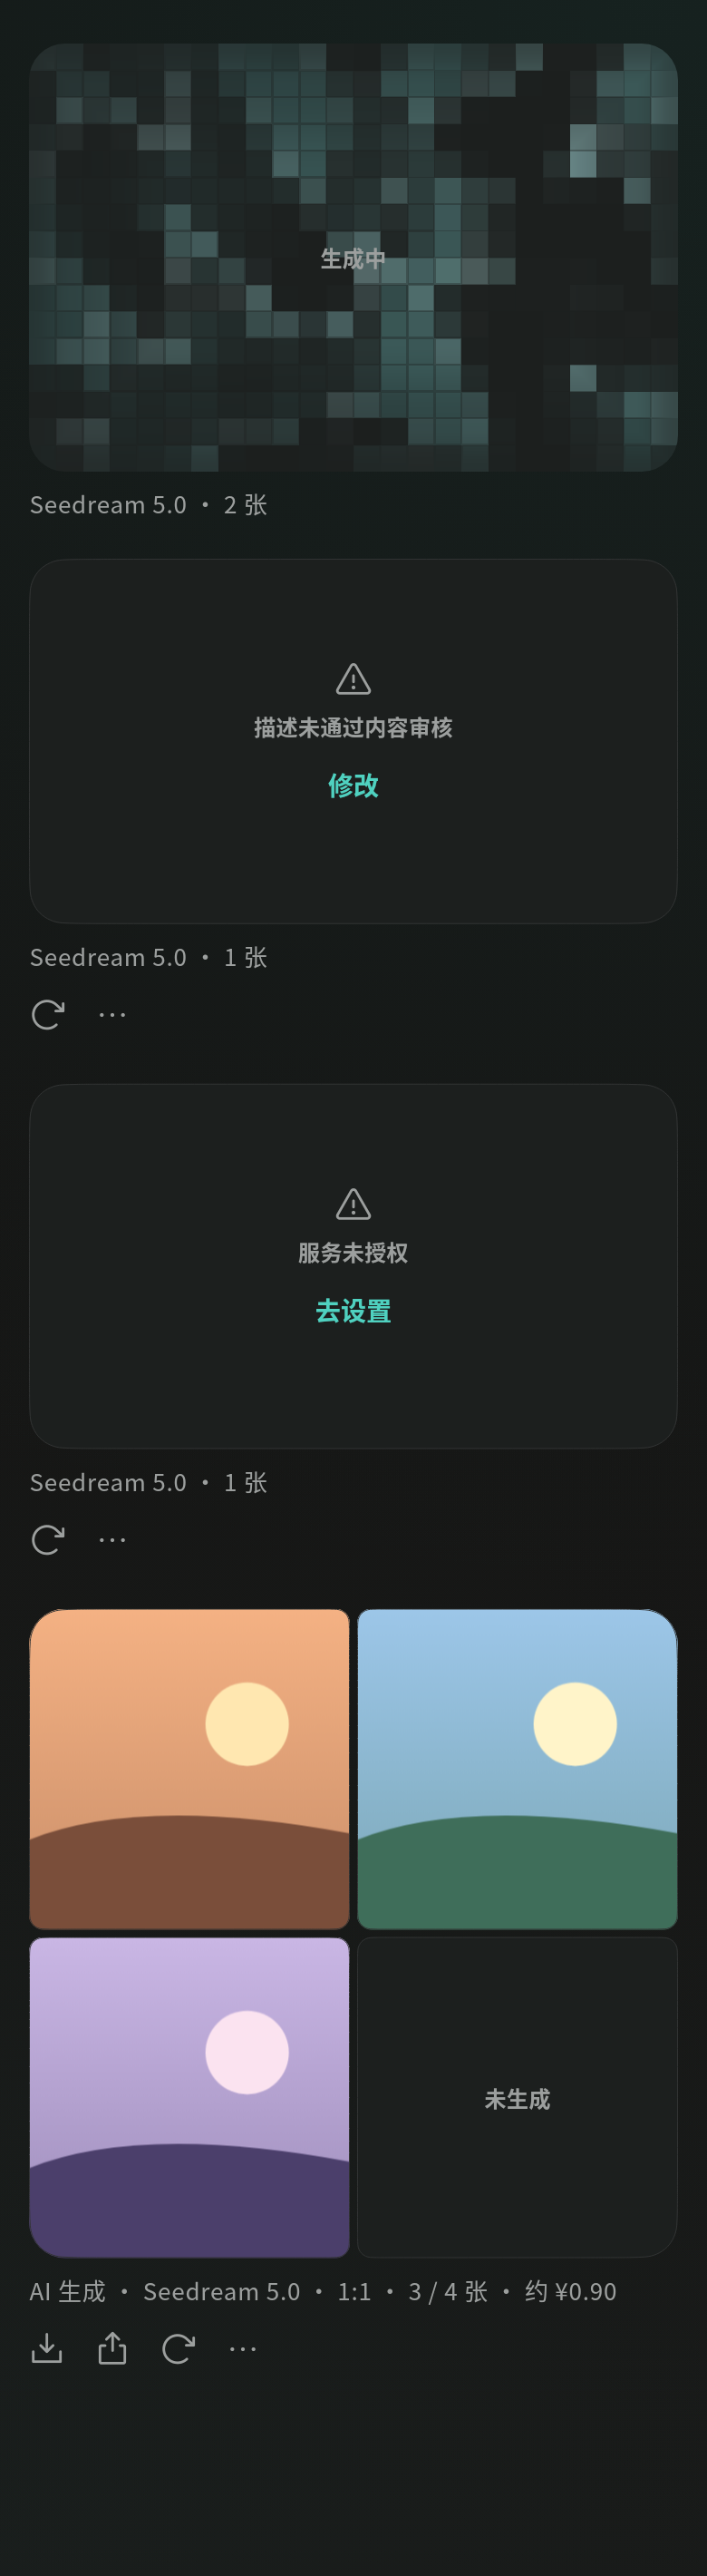 生成中
Seedream 5.0 · 2 张
描述未通过内容审核
修改
Seedream 5.0 · 1 张
服务未授权
去设置
Seedream 5.0 · 1 张
未生成
AI 生成 · Seedream 5.0 · 1:1 · 3 / 4 张 · 约 ¥0.90